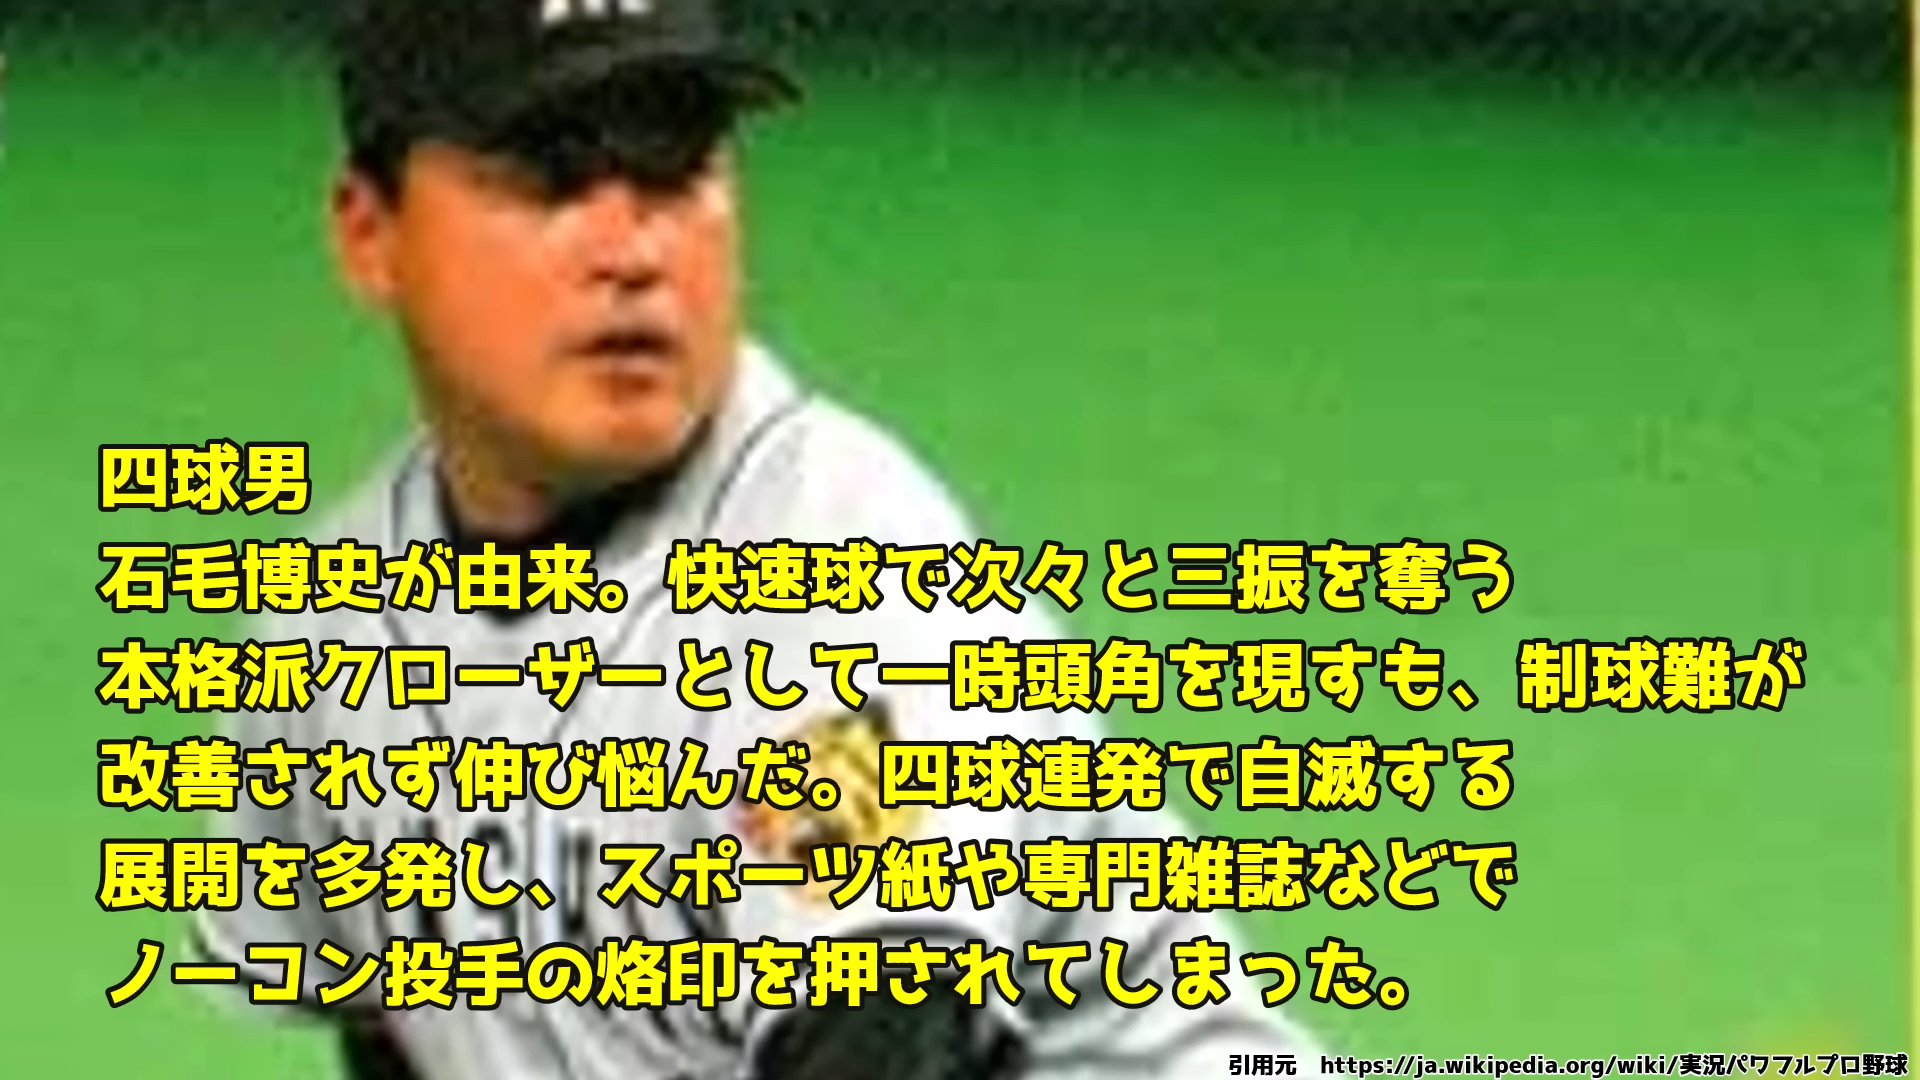 四球男
石毛博史が由来。快速球で次々と三振を奪う
本格派クローザーとして一時頭角を現すも、制球難が
改善されず伸び悩んだ。四球連発で自滅する
展開を多発し、スポーツ紙や専門雑誌などで
ノーコン投手の烙印を押されてしまった。
引用元　https://ja.wikipedia.org/wiki/実況パワフルプロ野球